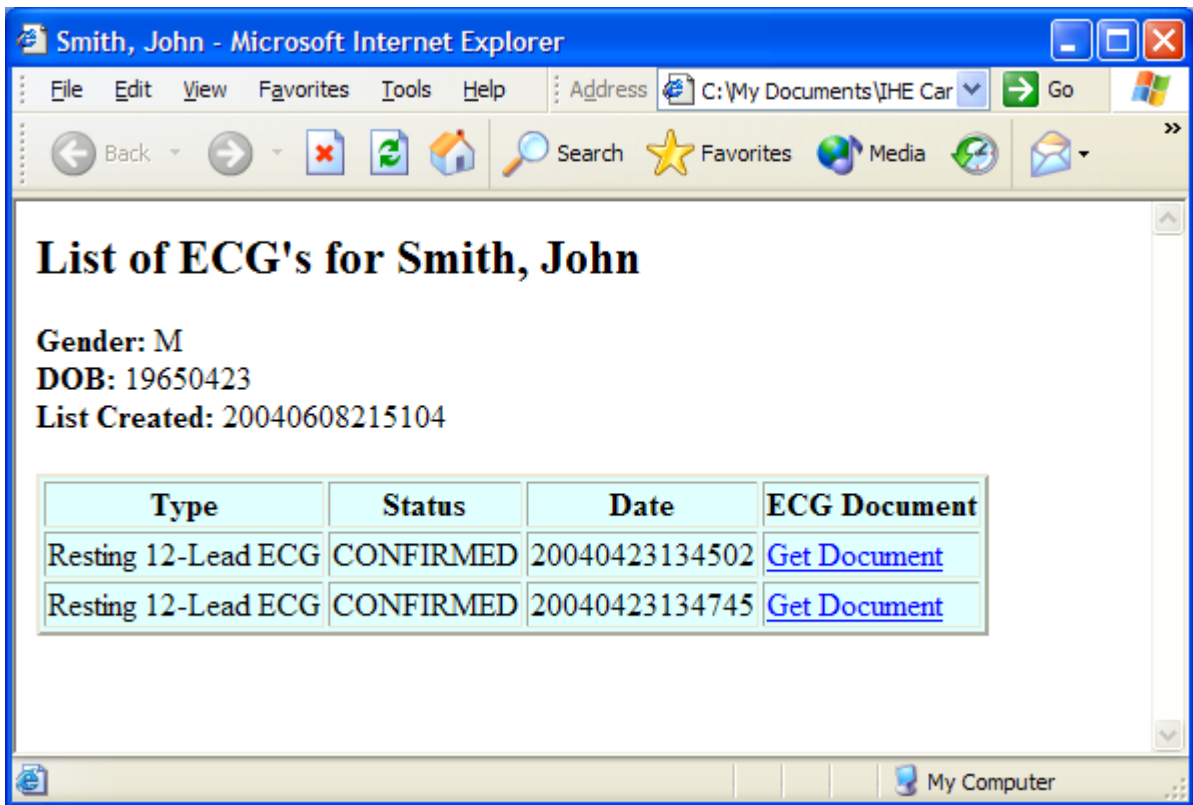 Smith, John - Microsoft Internet Explorer
File Edit View Favorites Tools Help Address C:\My Documents\IHE Car Go
Back Search Favorites Media »
List of ECG's for Smith, John
Gender: M
DOB: 19650423
List Created: 20040608215104
Type Status Date ECG Document
Resting 12-Lead ECG CONFIRMED 20040423134502 Get Document
Resting 12-Lead ECG CONFIRMED 20040423134745 Get Document
My Computer